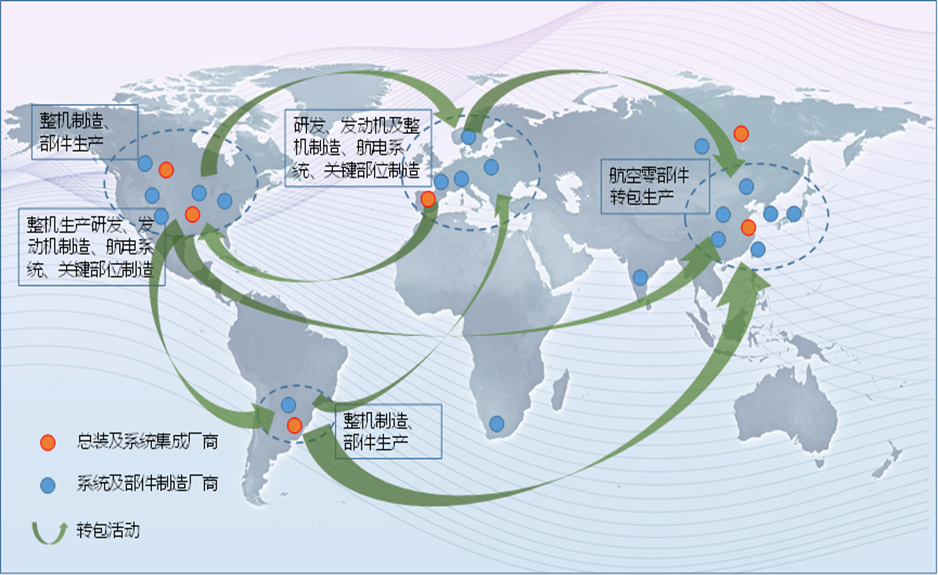 整机制造、
部件生产
研发、发动机及整
机制造、航电系
统、关键部位制造
航空零部件
转包生产
整机生产研发、发
动机制造、航电系
统、关键部位制造
整机制造、
部件生产
总装及系统集成厂商
系统及部件制造厂商
转包活动